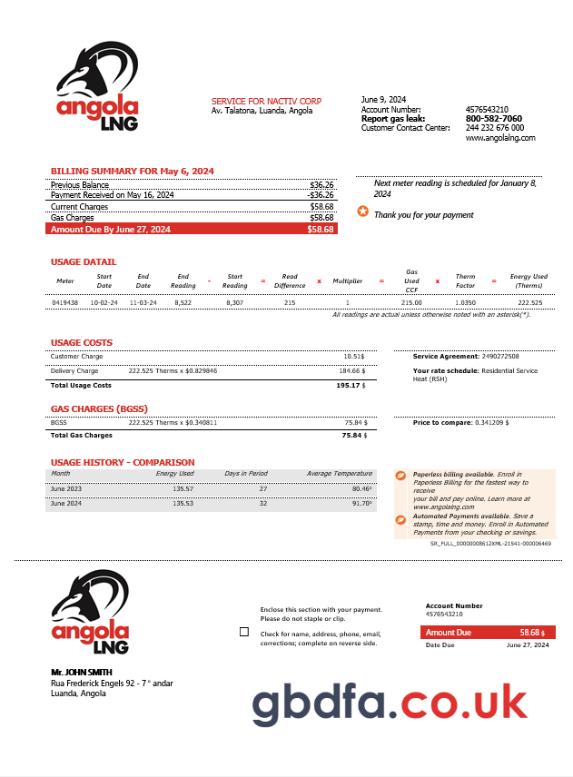 angola
LNG
SERVICE FOR NACTIV CORP
Av. Talatona, Luanda, Angola
June 9, 2024
Account Number: 4576543210
Report gas leak: 800-582-7060
Customer Contact Center: 244 232 676 000
www.angolalng.com
BILLING SUMMARY FOR May 6, 2024
Previous Balance $36.26
Payment Received on May 16, 2024 -$36.26
Current Charges $58.68
Gas Charges $58.68
Amount Due By June 27, 2024 $58.68
Next meter reading is scheduled for January 8,
2024
Thank you for your payment
USAGE DATAIL
Meter Start Date End Date End Reading - Start Reading = Read Difference x Multiplier = Gas Used CCF x Therm Factor = Energy Used (Therms)
0419438 10-02-24 11-03-24 8,522 8,307 215 1 215.00 1.0350 222.525
All readings are actual unless otherwise noted with an asterisk(*).
USAGE COSTS
Customer Charge 10.51$
Delivery Charge 222.525 Therms x $0.829846 184.66 $
Total Usage Costs 195.17 $
Service Agreement: 2490272508
Your rate schedule: Residential Service
Heat (RSH)
GAS CHARGES (BGSS)
BGSS 222.525 Therms x $0.340811 75.84 $
Total Gas Charges 75.84 $
Price to compare: 0.341209 $
USAGE HISTORY - COMPARISON
Month Energy Used Days in Period Average Temperature
June 2023 135.57 27 80.46°
June 2024 135.53 32 91.70°
Paperless billing available. Enroll in
Paperless Billing for the fastest way to
receive
your bill and pay online. Learn more at
www.angolalng.com
Automated Payments available. Save a
stamp, time and money. Enroll in Automated
Payments from your checking or savings.
angola
LNG
Enclose this section with your payment.
Please do not staple or clip.
Check for name, address, phone, email,
corrections; complete on reverse side.
Account Number
4576543210
Amount Due 58.68 $
Date Due June 27, 2024
Mr. JOHN SMITH
Rua Frederick Engels 92 - 7° andar
Luanda, Angola
gbdfa.co.uk